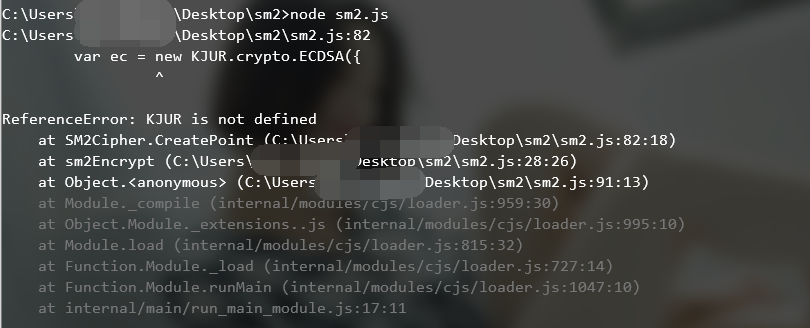 C:\Users\ \Desktop\sm2>node sm2.js
C:\Users\ \Desktop\sm2\sm2.js:82
var ec = new KJUR.crypto.ECDSA({
^
ReferenceError: KJUR is not defined
at SM2Cipher.CreatePoint (C:\Users\ Desktop\sm2\sm2.js:82:18)
at sm2Encrypt (C:\Users\ Desktop\sm2\sm2.js:28:26)
at Object.<anonymous> (C:\Users Desktop\sm2\sm2.js:91:13)
at Module._compile (internal/modules/cjs/loader.js:959:30)
at Object.Module._extensions..js (internal/modules/cjs/loader.js:995:10)
at Module.load (internal/modules/cjs/loader.js:815:32)
at Function.Module._load (internal/modules/cjs/loader.js:727:14)
at Function.Module.runMain (internal/modules/cjs/loader.js:1047:10)
at internal/main/run_main_module.js:17:11